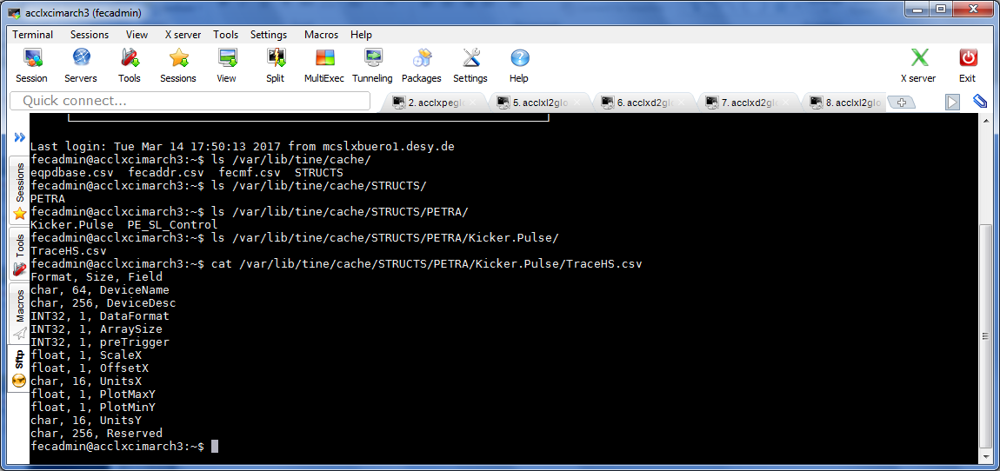 acclxcimarch3 (fecadmin)
Terminal Sessions View X server Tools Settings Macros Help
Session Servers Tools Sessions View Split MultiExec Tunneling Packages Settings Help X server Exit
Quick connect...
2. acclxpegl
5. acclxl2glo
6. acclxd2glo
7. acclxd2glo
8. acclxl2glo
Sessions
Tools
Macros
Sftp
Last login: Tue Mar 14 17:50:13 2017 from mcslxbuero1.desy.de
fecadmin@acclxcimarch3:~$ ls /var/lib/tine/cache/
eqpdbase.csv fecaddr.csv fecmf.csv STRUCTS
fecadmin@acclxcimarch3:~$ ls /var/lib/tine/cache/STRUCTS/
PETRA
fecadmin@acclxcimarch3:~$ ls /var/lib/tine/cache/STRUCTS/PETRA/
Kicker.Pulse PE_SL_Control
fecadmin@acclxcimarch3:~$ ls /var/lib/tine/cache/STRUCTS/PETRA/Kicker.Pulse/
TraceHS.csv
fecadmin@acclxcimarch3:~$ cat /var/lib/tine/cache/STRUCTS/PETRA/Kicker.Pulse/TraceHS.csv
Format, Size, Field
char, 64, DeviceName
char, 256, DeviceDesc
INT32, 1, DataFormat
INT32, 1, ArraySize
INT32, 1, preTrigger
float, 1, ScaleX
float, 1, OffsetX
char, 16, UnitsX
float, 1, PlotMaxY
float, 1, PlotMinY
char, 16, UnitsY
char, 256, Reserved
fecadmin@acclxcimarch3:~$